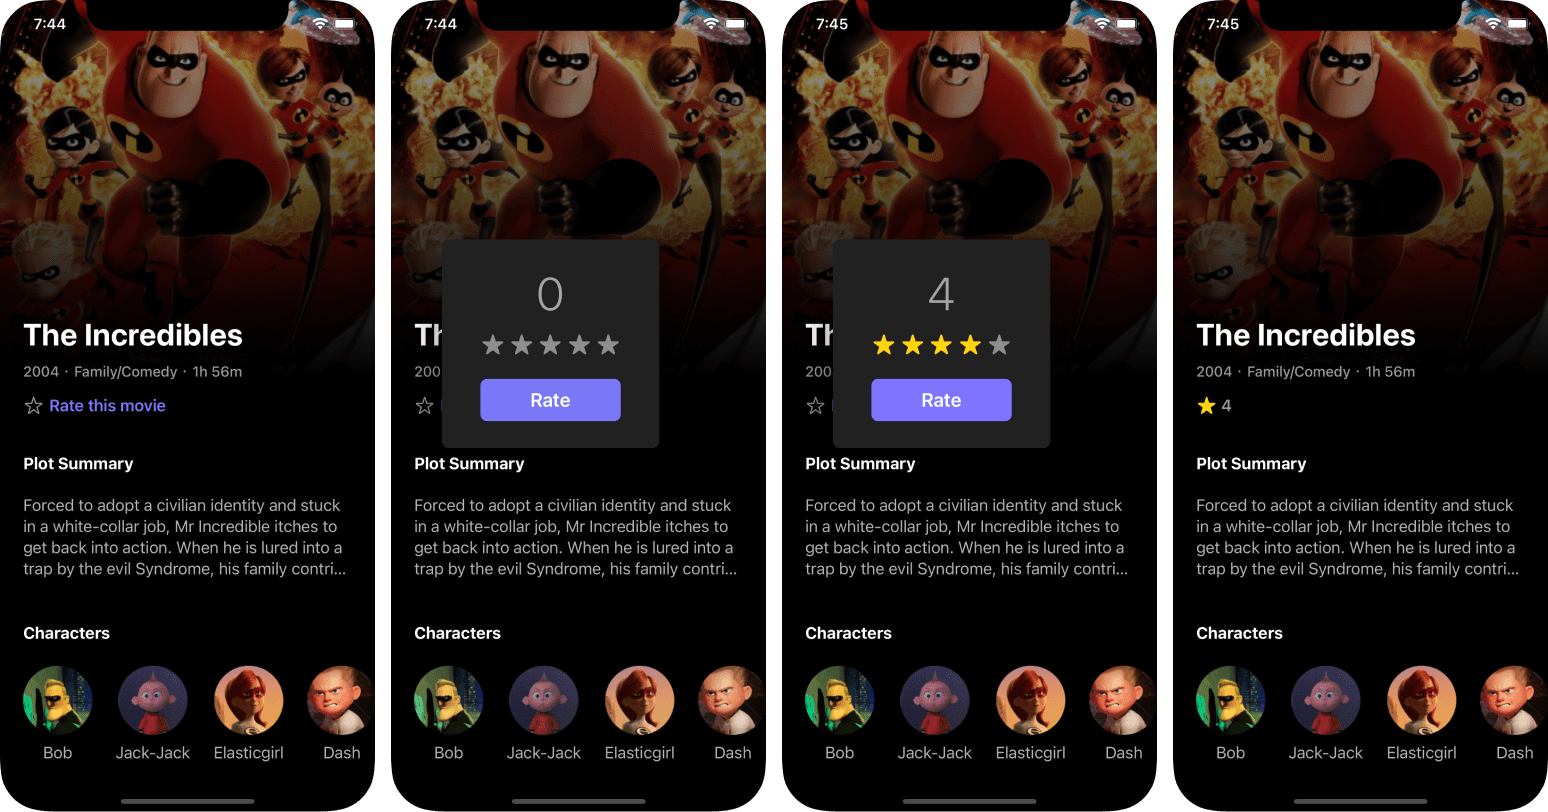 7:44
The Incredibles
2004 · Family/Comedy · 1h 56m
Rate this movie
Plot Summary
Forced to adopt a civilian identity and stuck
in a white-collar job, Mr Incredible itches to
get back into action. When he is lured into a
trap by the evil Syndrome, his family contri...
Characters
Bob
Jack-Jack
Elasticgirl
Dash
7:44
0
Th
Rate
200
Plot Summary
Forced to adopt a civilian identity and stuck
in a white-collar job, Mr Incredible itches to
get back into action. When he is lured into a
trap by the evil Syndrome, his family contri...
Characters
Bob
Jack-Jack
Elasticgirl
Dash
7:45
4
Th
Rate
200
Plot Summary
Forced to adopt a civilian identity and stuck
in a white-collar job, Mr Incredible itches to
get back into action. When he is lured into a
trap by the evil Syndrome, his family contri...
Characters
Bob
Jack-Jack
Elasticgirl
Dash
7:45
The Incredibles
2004 · Family/Comedy · 1h 56m
4
Plot Summary
Forced to adopt a civilian identity and stuck
in a white-collar job, Mr Incredible itches to
get back into action. When he is lured into a
trap by the evil Syndrome, his family contri...
Characters
Bob
Jack-Jack
Elasticgirl
Dash